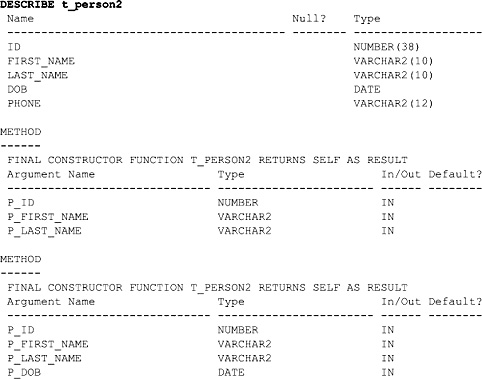 DESCRIBE t_person2
Name Null? Type
---------------------------------------- -------- --------------
ID NUMBER(38)
FIRST_NAME VARCHAR2(10)
LAST_NAME VARCHAR2(10)
DOB DATE
PHONE VARCHAR2(12)
METHOD
------
FINAL CONSTRUCTOR FUNCTION T_PERSON2 RETURNS SELF AS RESULT
Argument Name Type In/Out Default?
------------------------------ ----------------------- ------ --------
P_ID NUMBER IN
P_FIRST_NAME VARCHAR2 IN
P_LAST_NAME VARCHAR2 IN
METHOD
------
FINAL CONSTRUCTOR FUNCTION T_PERSON2 RETURNS SELF AS RESULT
Argument Name Type In/Out Default?
------------------------------ ----------------------- ------ --------
P_ID NUMBER IN
P_FIRST_NAME VARCHAR2 IN
P_LAST_NAME VARCHAR2 IN
P_DOB DATE IN